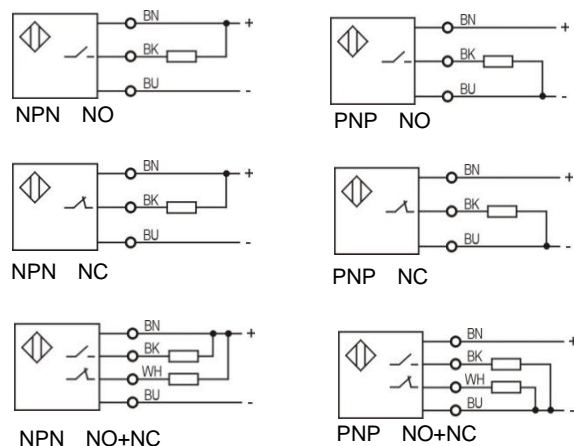 BN
+
BK
BU
-
NPN NO
BN
+
BK
BU
-
PNP NO
BN
+
BK
BU
-
NPN NC
BN
+
BK
BU
-
PNP NC
BN
+
BK
WH
BU
-
NPN NO+NC
BN
+
BK
WH
BU
-
PNP NO+NC